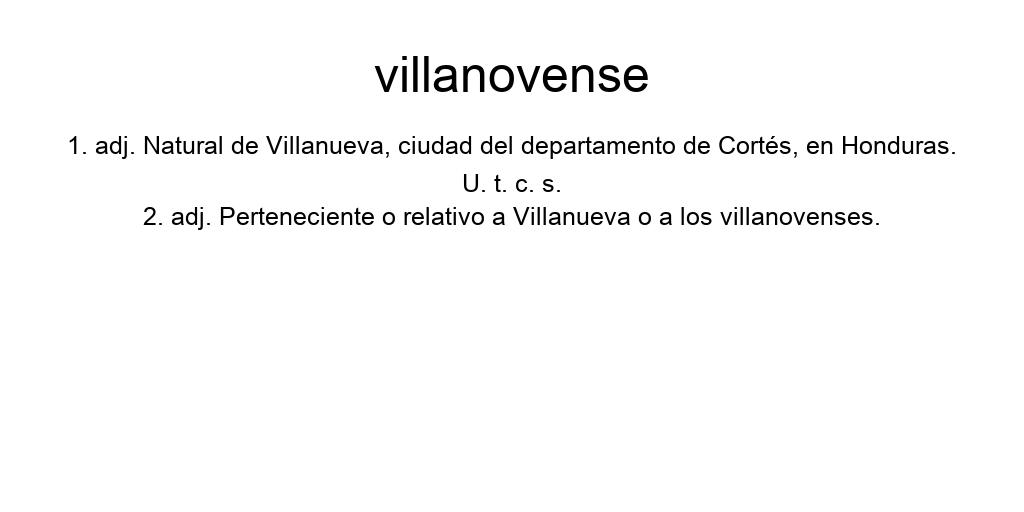 villanovense
1. adj. Natural de Villanueva, ciudad del departamento de Cortés, en Honduras.
U. t. c. s.
2. adj. Perteneciente o relativo a Villanueva o a los villanovenses.